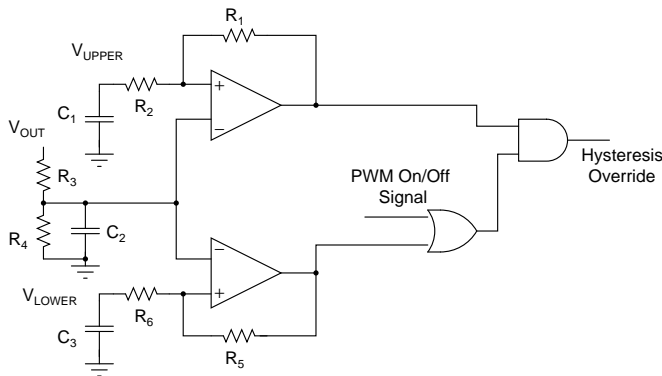 R1
VUPPER
R2
C1
VOUT
R3
R4
C2
PWM On/Off
Signal
Hysteresis
Override
VLOWER
R6
C3
R5
+
−
−
+